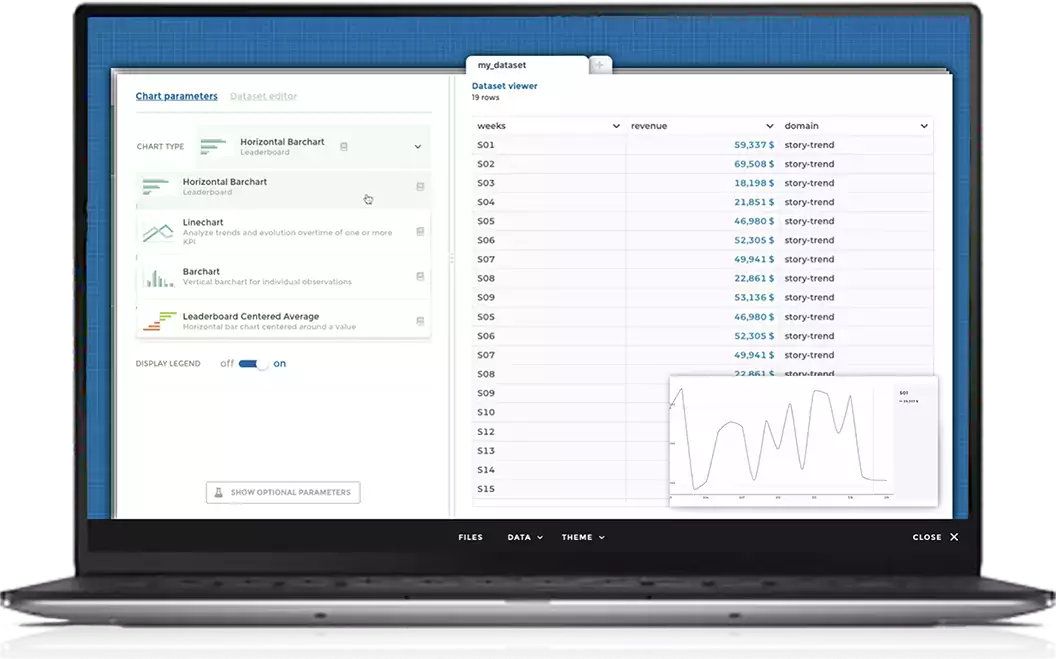 my_dataset
Chart parameters Dataset editor
Dataset viewer
19 rows
CHART TYPE
Horizontal Barchart
Leaderboard
Horizontal Barchart
Leaderboard
Linechart
Analyze trends and evolution overtime of one or more
KPI
Barchart
Vertical barchart for individual observations
Leaderboard Centered Average
Horizontal bar chart centered around a value
DISPLAY LEGEND off on
SHOW OPTIONAL PARAMETERS
weeks revenue domain
S01 59,337 $ story-trend
S02 69,508 $ story-trend
S03 18,198 $ story-trend
S04 21,851 $ story-trend
S05 46,980 $ story-trend
S06 52,305 $ story-trend
S07 49,941 $ story-trend
S08 22,861 $ story-trend
S09 53,136 $ story-trend
S05 46,980 $ story-trend
S06 52,305 $ story-trend
S07 49,941 $ story-trend
S08 22,861 $ story-trend
S09
S10
S12
S13
S14
S15
S01
FILES DATA THEME CLOSE